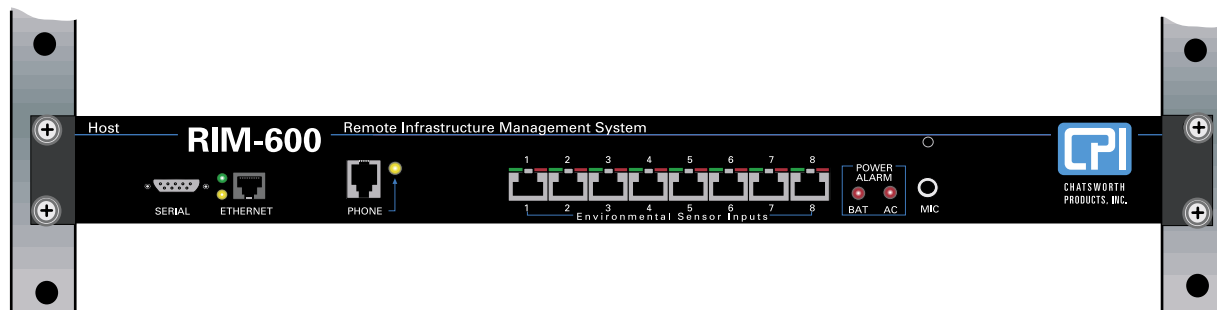 Host
RIM-600
Remote Infrastructure Management System
CPI
CHATSWORTH
PRODUCTS, INC.
SERIAL
ETHERNET
PHONE
1 2 3 4 5 6 7 8
1 2 3 4 5 6 7 8
Environmental Sensor Inputs
POWER
ALARM
BAT AC
MIC